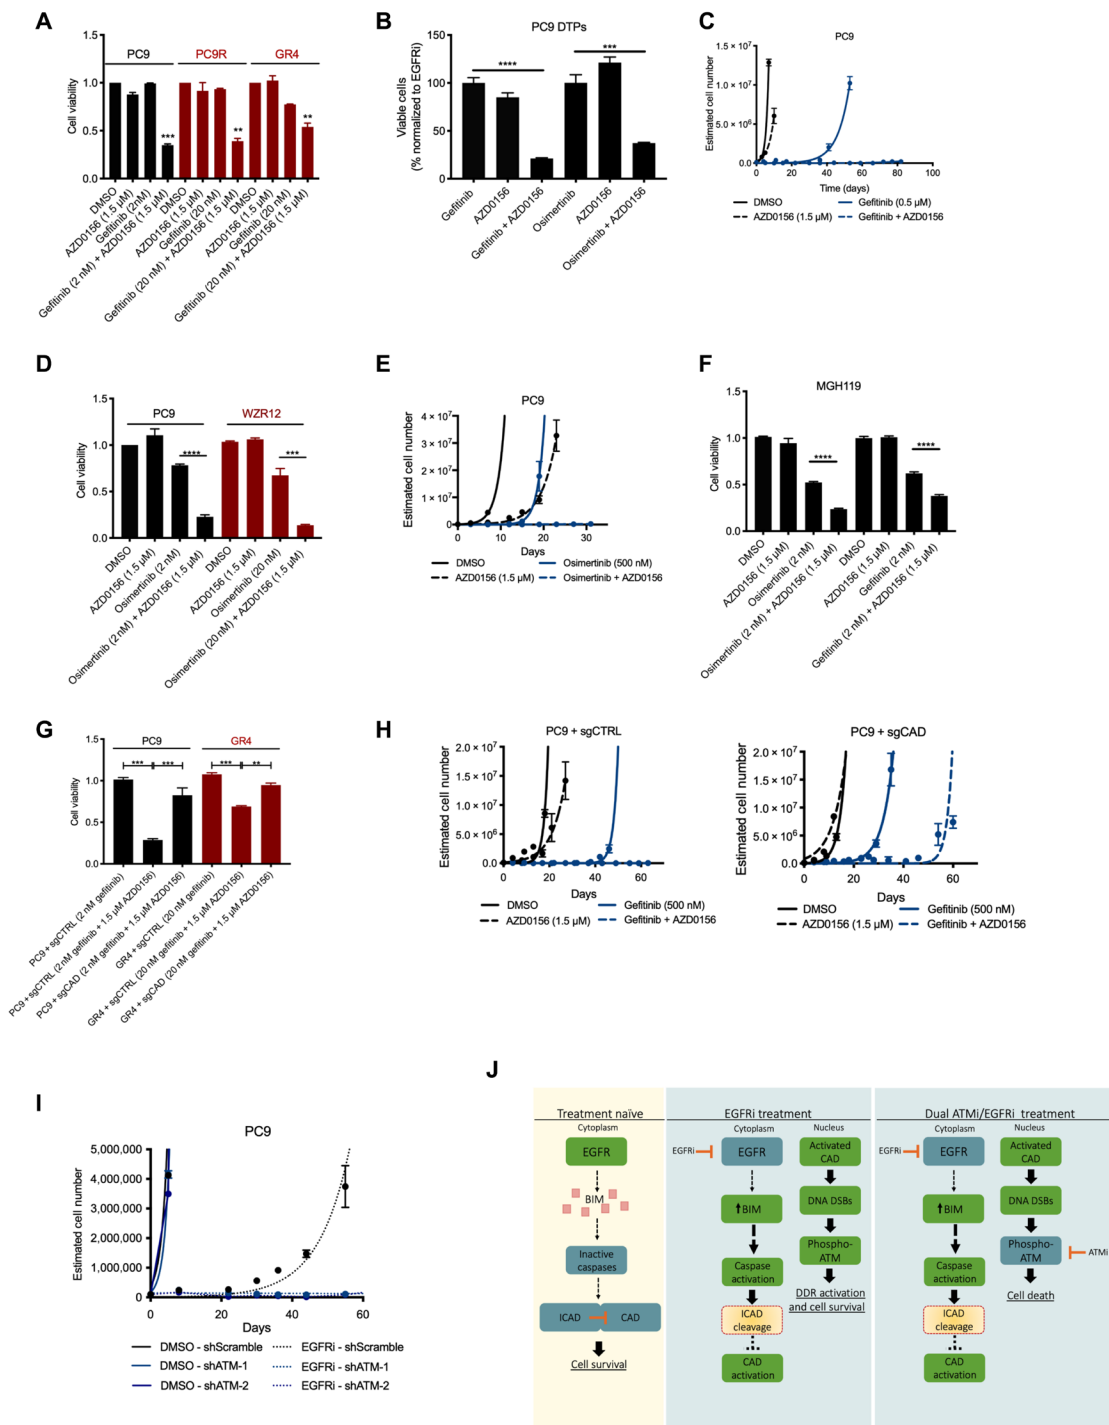 A
PC9
PC9R
GR4
Cell viability
1.5
1.0
0.5
0.0
***
**
**
DMSO
AZD0156 (1.5 µM)
Gefitinib (2nM)
Gefitinib (2 nM) + AZD0156 (1.5 µM)
DMSO
AZD0156 (1.5 µM)
Gefitinib (20 nM)
Gefitinib (20 nM) + AZD0156 (1.5 µM)
DMSO
AZD0156 (1.5 µM)
Gefitinib (20 nM)
Gefitinib (20 nM) + AZD0156 (1.5 µM)
B
PC9 DTPs
Viable cells
(% normalized to EGFRi)
150
100
50
0
****
***
Gefitinib
AZD0156
Gefitinib + AZD0156
Osimertinib
AZD0156
Osimertinib + AZD0156
C
PC9
Estimated cell number
1.5 × 10⁷
1.0 × 10⁷
5.0 × 10⁶
0.0
0
20
40
60
80
100
Time (days)
DMSO
Gefitinib (0.5 µM)
AZD0156 (1.5 µM)
Gefitinib + AZD0156
D
PC9
WZR12
Cell viability
1.5
1.0
0.5
0.0
****
***
DMSO
AZD0156 (1.5 µM)
Osimertinib (2 nM)
Osimertinib (2 nM) + AZD0156 (1.5 µM)
DMSO
AZD0156 (1.5 µM)
Osimertinib (20 nM)
Osimertinib (20 nM) + AZD0156 (1.5 µM)
E
PC9
Estimated cell number
4 × 10⁷
3 × 10⁷
2 × 10⁷
1 × 10⁷
0
0
10
20
30
Days
DMSO
Osimertinib (500 nM)
AZD0156 (1.5 µM)
Osimertinib + AZD0156
F
MGH119
Cell viability
1.5
1.0
0.5
0.0
****
****
DMSO
AZD0156 (1.5 µM)
Osimertinib (2 nM)
Osimertinib (2 nM) + AZD0156 (1.5 µM)
DMSO
AZD0156 (1.5 µM)
Gefitinib (2 nM)
Gefitinib (2 nM) + AZD0156 (1.5 µM)
G
PC9
GR4
Cell viability
1.5
1.0
0.5
0.0
***
***
***
**
PC9 + sgCTRL (2 nM gefitinib)
PC9 + sgCTRL (2 nM gefitinib + 1.5 µM AZD0156)
PC9 + sgCAD (2 nM gefitinib + 1.5 µM AZD0156)
GR4 + sgCTRL (20 nM gefitinib)
GR4 + sgCTRL (20 nM gefitinib + 1.5 µM AZD0156)
GR4 + sgCAD (20 nM gefitinib + 1.5 µM AZD0156)
H
PC9 + sgCTRL
Estimated cell number
2.0 × 10⁷
1.5 × 10⁷
1.0 × 10⁷
5.0 × 10⁶
0.0
0
20
40
60
Days
DMSO
Gefitinib (500 nM)
AZD0156 (1.5 µM)
Gefitinib + AZD0156
PC9 + sgCAD
Estimated cell number
2.0 × 10⁷
1.5 × 10⁷
1.0 × 10⁷
5.0 × 10⁶
0.0
0
20
40
60
Days
DMSO
Gefitinib (500 nM)
AZD0156 (1.5 µM)
Gefitinib + AZD0156
I
PC9
Estimated cell number
5,000,000
4,000,000
3,000,000
2,000,000
1,000,000
0
0
20
40
60
Days
DMSO - shScramble
EGFRi - shScramble
DMSO - shATM-1
EGFRi - shATM-1
DMSO - shATM-2
EGFRi - shATM-2
J
Treatment naïve
Cytoplasm
EGFR
BIM
Inactive
caspases
ICAD
CAD
Cell survival
EGFRi treatment
Cytoplasm
Nucleus
EGFRi
EGFR
Activated
CAD
BIM
DNA DSBs
Caspase
activation
Phospho-
ATM
ICAD
cleavage
DDR activation
and cell survival
CAD
activation
Dual ATMi/EGFRi treatment
Cytoplasm
Nucleus
EGFRi
EGFR
Activated
CAD
BIM
DNA DSBs
Caspase
activation
Phospho-
ATM
ATMi
ICAD
cleavage
Cell death
CAD
activation